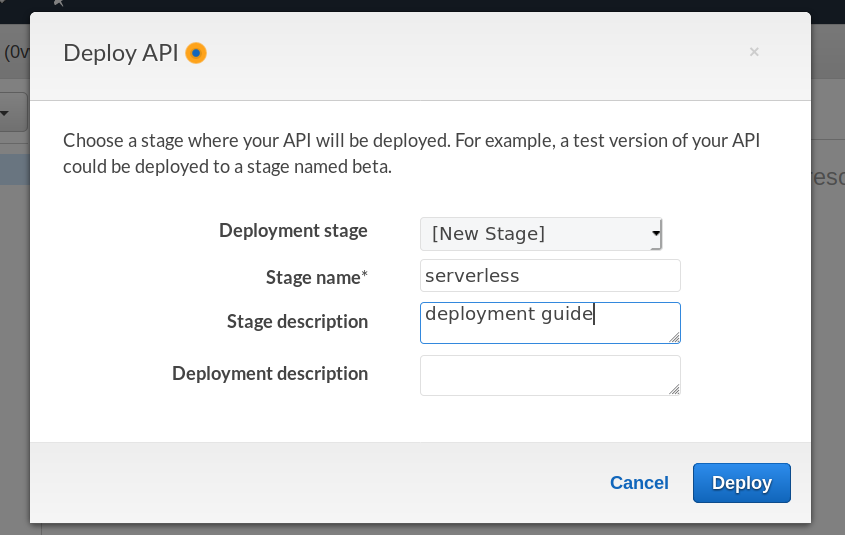 Deploy API
×
(0v
Choose a stage where your API will be deployed. For example, a test version of your API
could be deployed to a stage named beta.
resc
Deployment stage [New Stage]
Stage name* serverless
Stage description deployment guide
Deployment description
Cancel Deploy